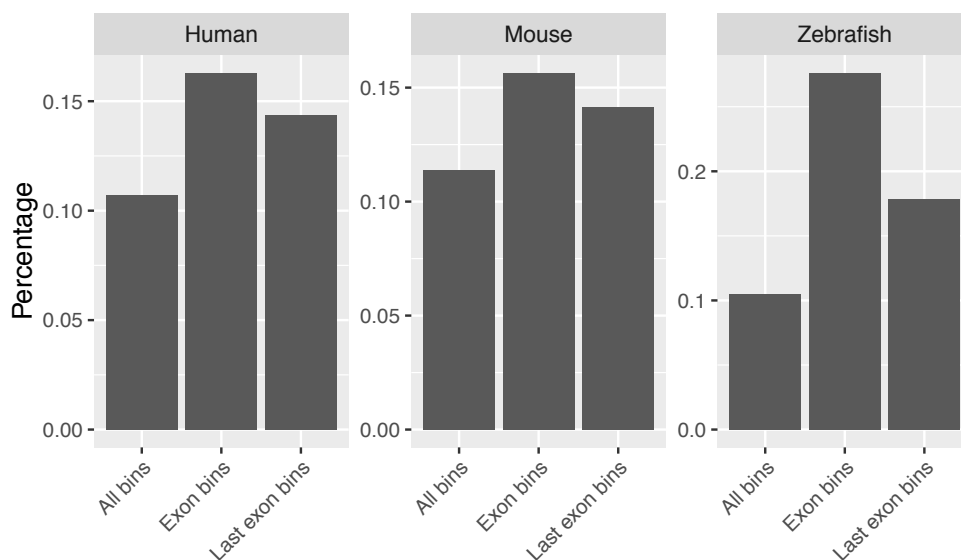 Human
Mouse
Zebrafish
Percentage
0.15
0.10
0.05
0.00
0.15
0.10
0.05
0.00
0.2
0.1
0.0
All bins
Exon bins
Last exon bins
All bins
Exon bins
Last exon bins
All bins
Exon bins
Last exon bins